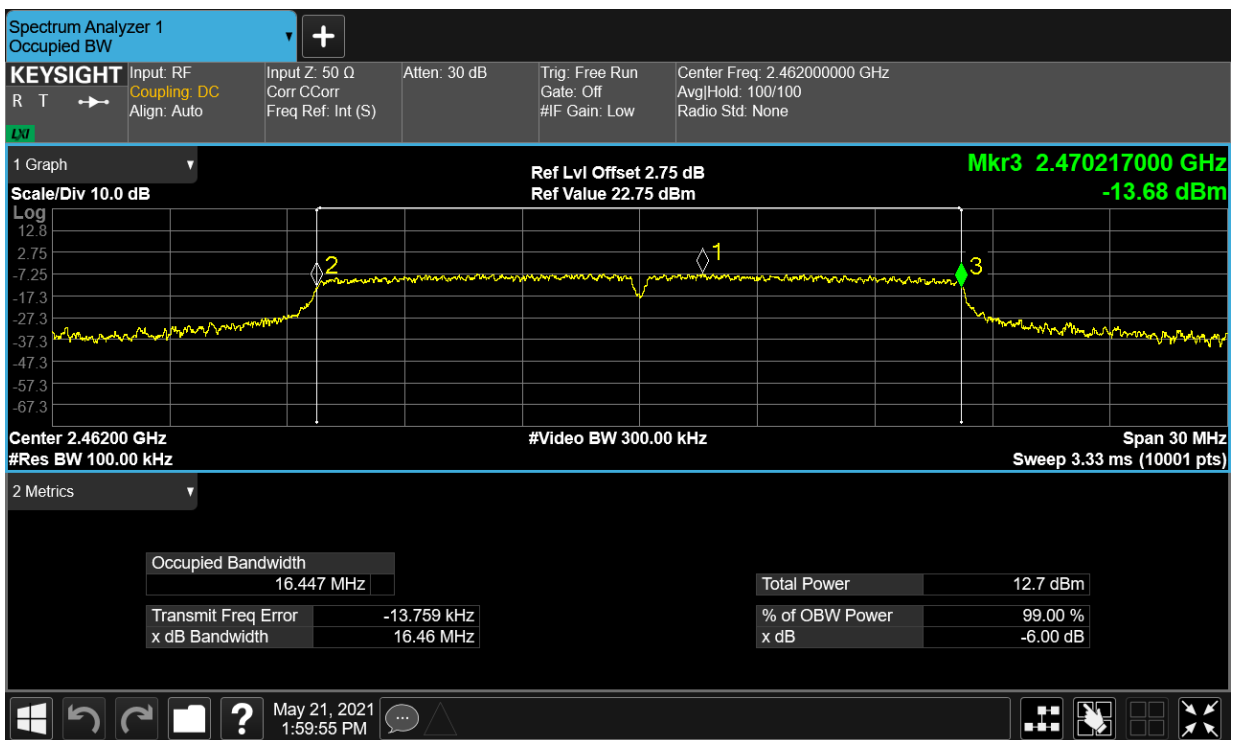 Spectrum Analyzer 1
Occupied BW
KEYSIGHT
R T
LXI
Input: RF
Coupling: DC
Align: Auto
Input Z: 50 Ω
Corr CCorr
Freq Ref: Int (S)
Atten: 30 dB
Trig: Free Run
Gate: Off
#IF Gain: Low
Center Freq: 2.462000000 GHz
Avg|Hold: 100/100
Radio Std: None
1 Graph
Scale/Div 10.0 dB
Ref Lvl Offset 2.75 dB
Ref Value 22.75 dBm
Mkr3 2.470217000 GHz
-13.68 dBm
Log
12.8
2.75
-7.25
-17.3
-27.3
-37.3
-47.3
-57.3
-67.3
2
1
3
Center 2.46200 GHz
#Res BW 100.00 kHz
#Video BW 300.00 kHz
Span 30 MHz
Sweep 3.33 ms (10001 pts)
2 Metrics
Occupied Bandwidth
16.447 MHz
Transmit Freq Error -13.759 kHz
x dB Bandwidth 16.46 MHz
Total Power 12.7 dBm
% of OBW Power 99.00 %
x dB -6.00 dB
?
May 21, 2021
1:59:55 PM